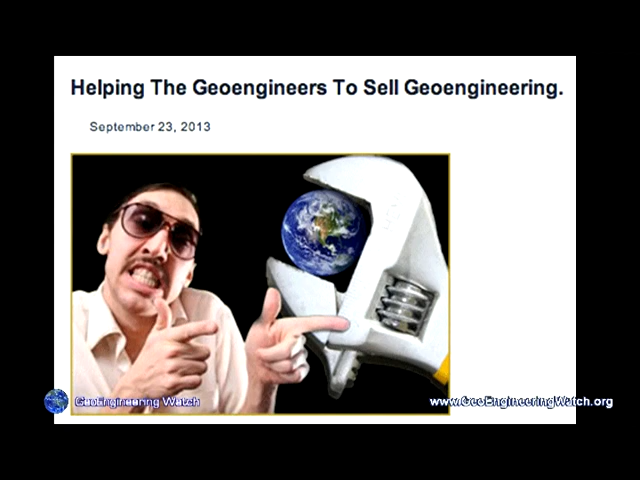 Helping The Geoengineers To Sell Geoengineering.
September 23, 2013
GeoEngineering Watch
www.GeoEngineeringWatch.org